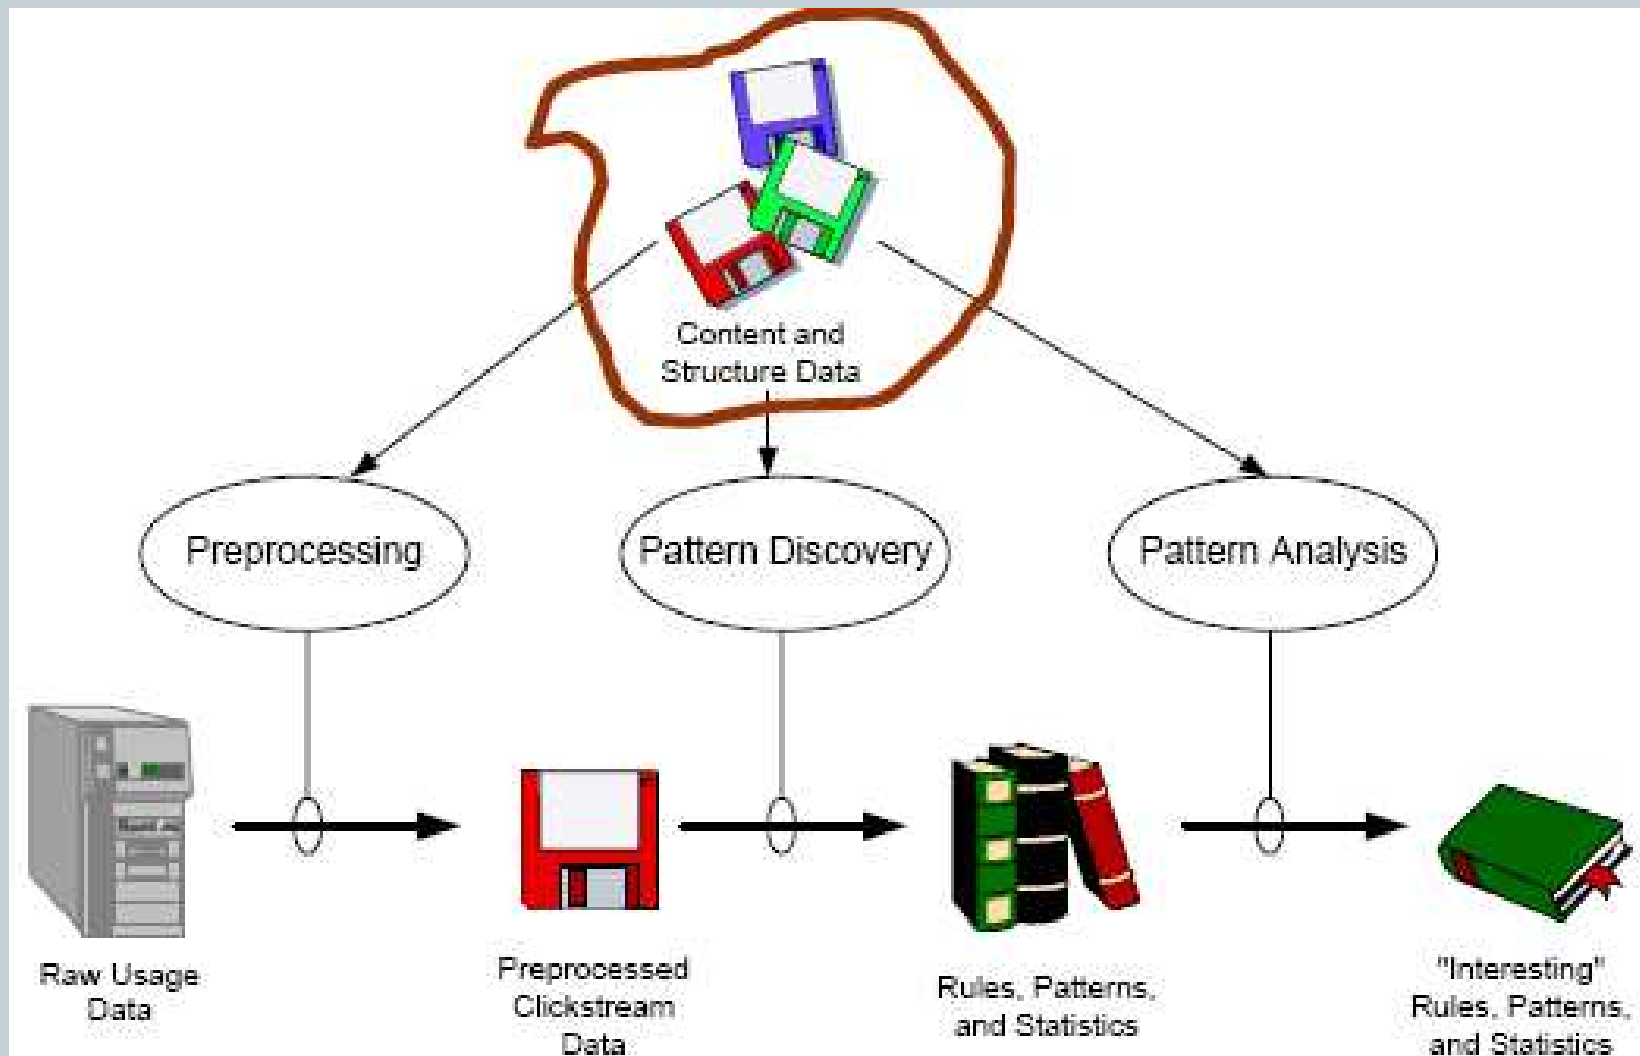 Content and
Structure Data
Preprocessing
Pattern Discovery
Pattern Analysis
Raw Usage
Data
Preprocessed
Clickstream
Data
Rules, Patterns,
and Statistics
"Interesting"
Rules, Patterns,
and Statistics